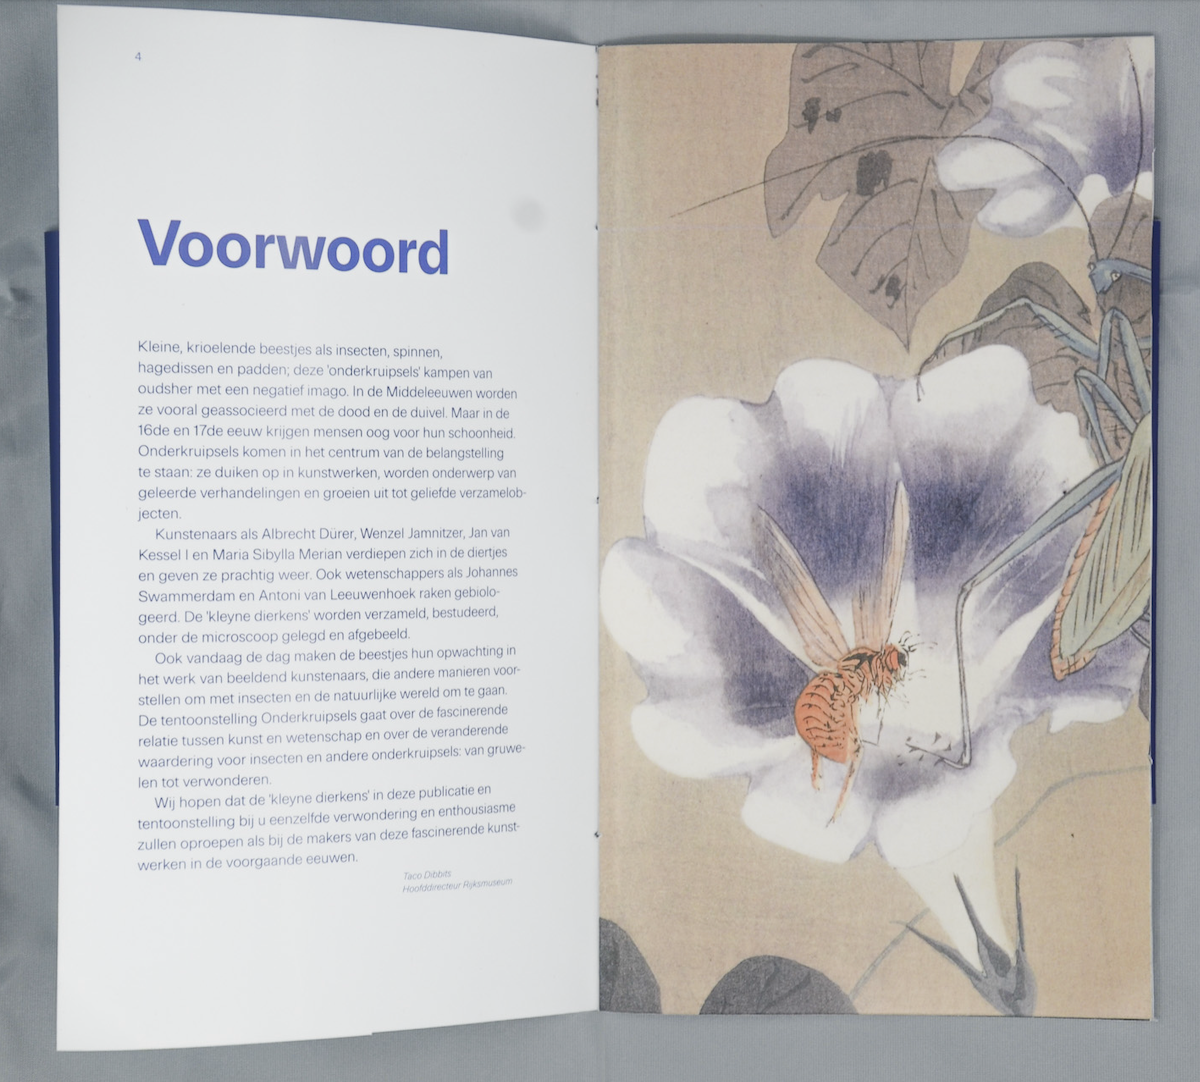 4
Voorwoord
Kleine, krioelende beestjes als insecten, spinnen,
hagedissen en padden; deze 'onderkruipsels' kampen van
oudsher met een negatief imago. In de Middeleeuwen worden
ze vooral geassocieerd met de dood en de duivel. Maar in de
16de en 17de eeuw krijgen mensen oog voor hun schoonheid.
Onderkruipsels komen in het centrum van de belangstelling
te staan: ze duiken op in kunstwerken, worden onderwerp van
geleerde verhandelingen en groeien uit tot geliefde verzamelob-
jecten.
Kunstenaars als Albrecht Dürer, Wenzel Jamnitzer, Jan van
Kessel I en Maria Sibylla Merian verdiepen zich in de diertjes
en geven ze prachtig weer. Ook wetenschappers als Johannes
Swammerdam en Antoni van Leeuwenhoek raken gebiolo-
geerd. De 'kleyne dierkens' worden verzameld, bestudeerd,
onder de microscoop gelegd en afgebeeld.
Ook vandaag de dag maken de beestjes hun opwachting in
het werk van beeldend kunstenaars, die andere manieren voor-
stellen om met insecten en de natuurlijke wereld om te gaan.
De tentoonstelling Onderkruipsels gaat over de fascinerende
relatie tussen kunst en wetenschap en over de veranderende
waardering voor insecten en andere onderkruipsels: van gruwe-
len tot verwonderen.
Wij hopen dat de 'kleyne dierkens' in deze publicatie en
tentoonstelling bij u eenzelfde verwondering en enthousiasme
zullen oproepen als bij de makers van deze fascinerende kunst-
werken in de voorgaande eeuwen.
Taco Dibbits
Hoofddirecteur Rijksmuseum